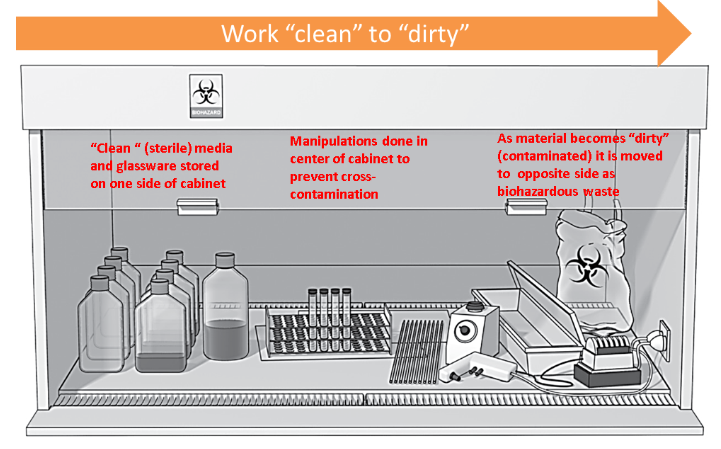 Work “clean” to “dirty”
BIOHAZARD
“Clean “ (sterile) media
and glassware stored
on one side of cabinet
Manipulations done in
center of cabinet to
prevent cross-
contamination
As material becomes “dirty”
(contaminated) it is moved
to opposite side as
biohazardous waste